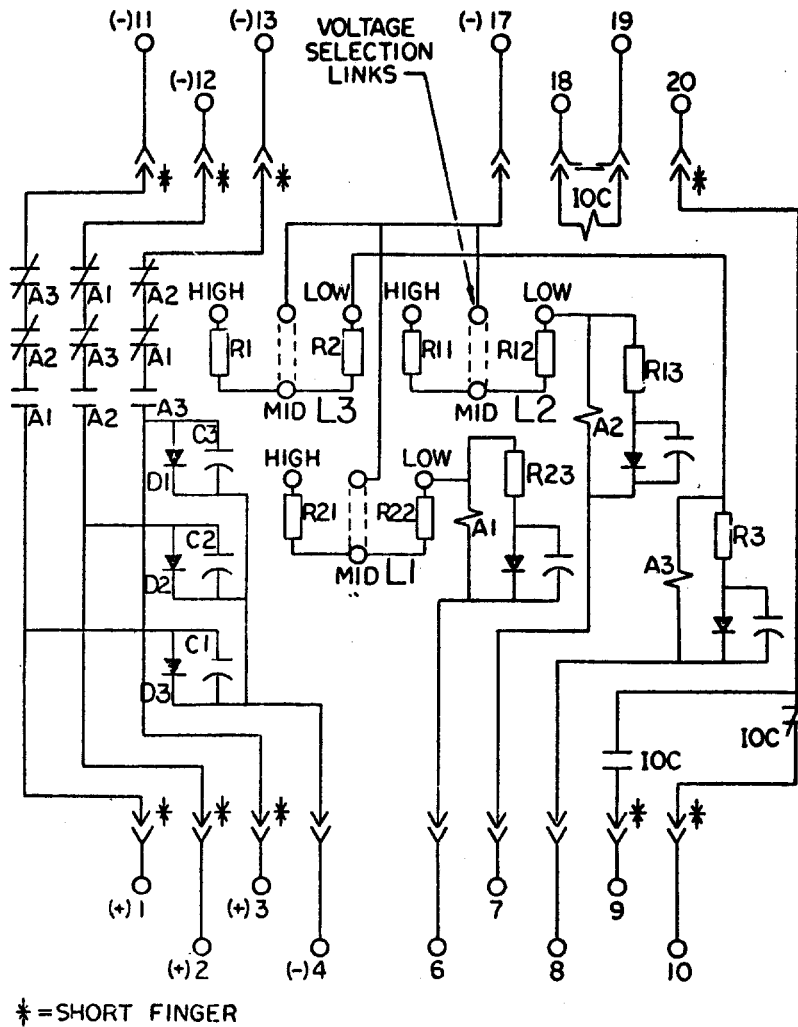 (-)11
(-)13
VOLTAGE
SELECTION
LINKS
(-)17
19
(-)12
18
20
*
*
*
IOC
*
A3
A1
A2
HIGH
LOW
HIGH
LOW
A2
A3
A1
R1
R2
R11
R12
R13
A1
A2
A3
MID
L3
MID
L2
A2
C3
D1
HIGH
LOW
R23
R21
R22
A1
R3
C2
D2
MID
L1
A3
C1
D3
IOC
IOC
*
*
*
*
*
(+)1
(+)3
7
9
(+)2
(-)4
6
8
10
*=SHORT FINGER